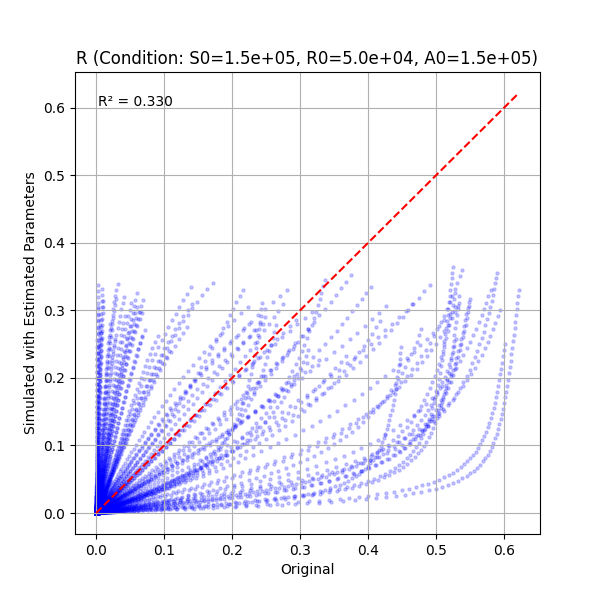 R (Condition: S0=1.5e+05, R0=5.0e+04, A0=1.5e+05)
R² = 0.330
0.6
0.5
0.4
0.3
0.2
0.1
0.0
Simulated with Estimated Parameters
0.0 0.1 0.2 0.3 0.4 0.5 0.6
Original